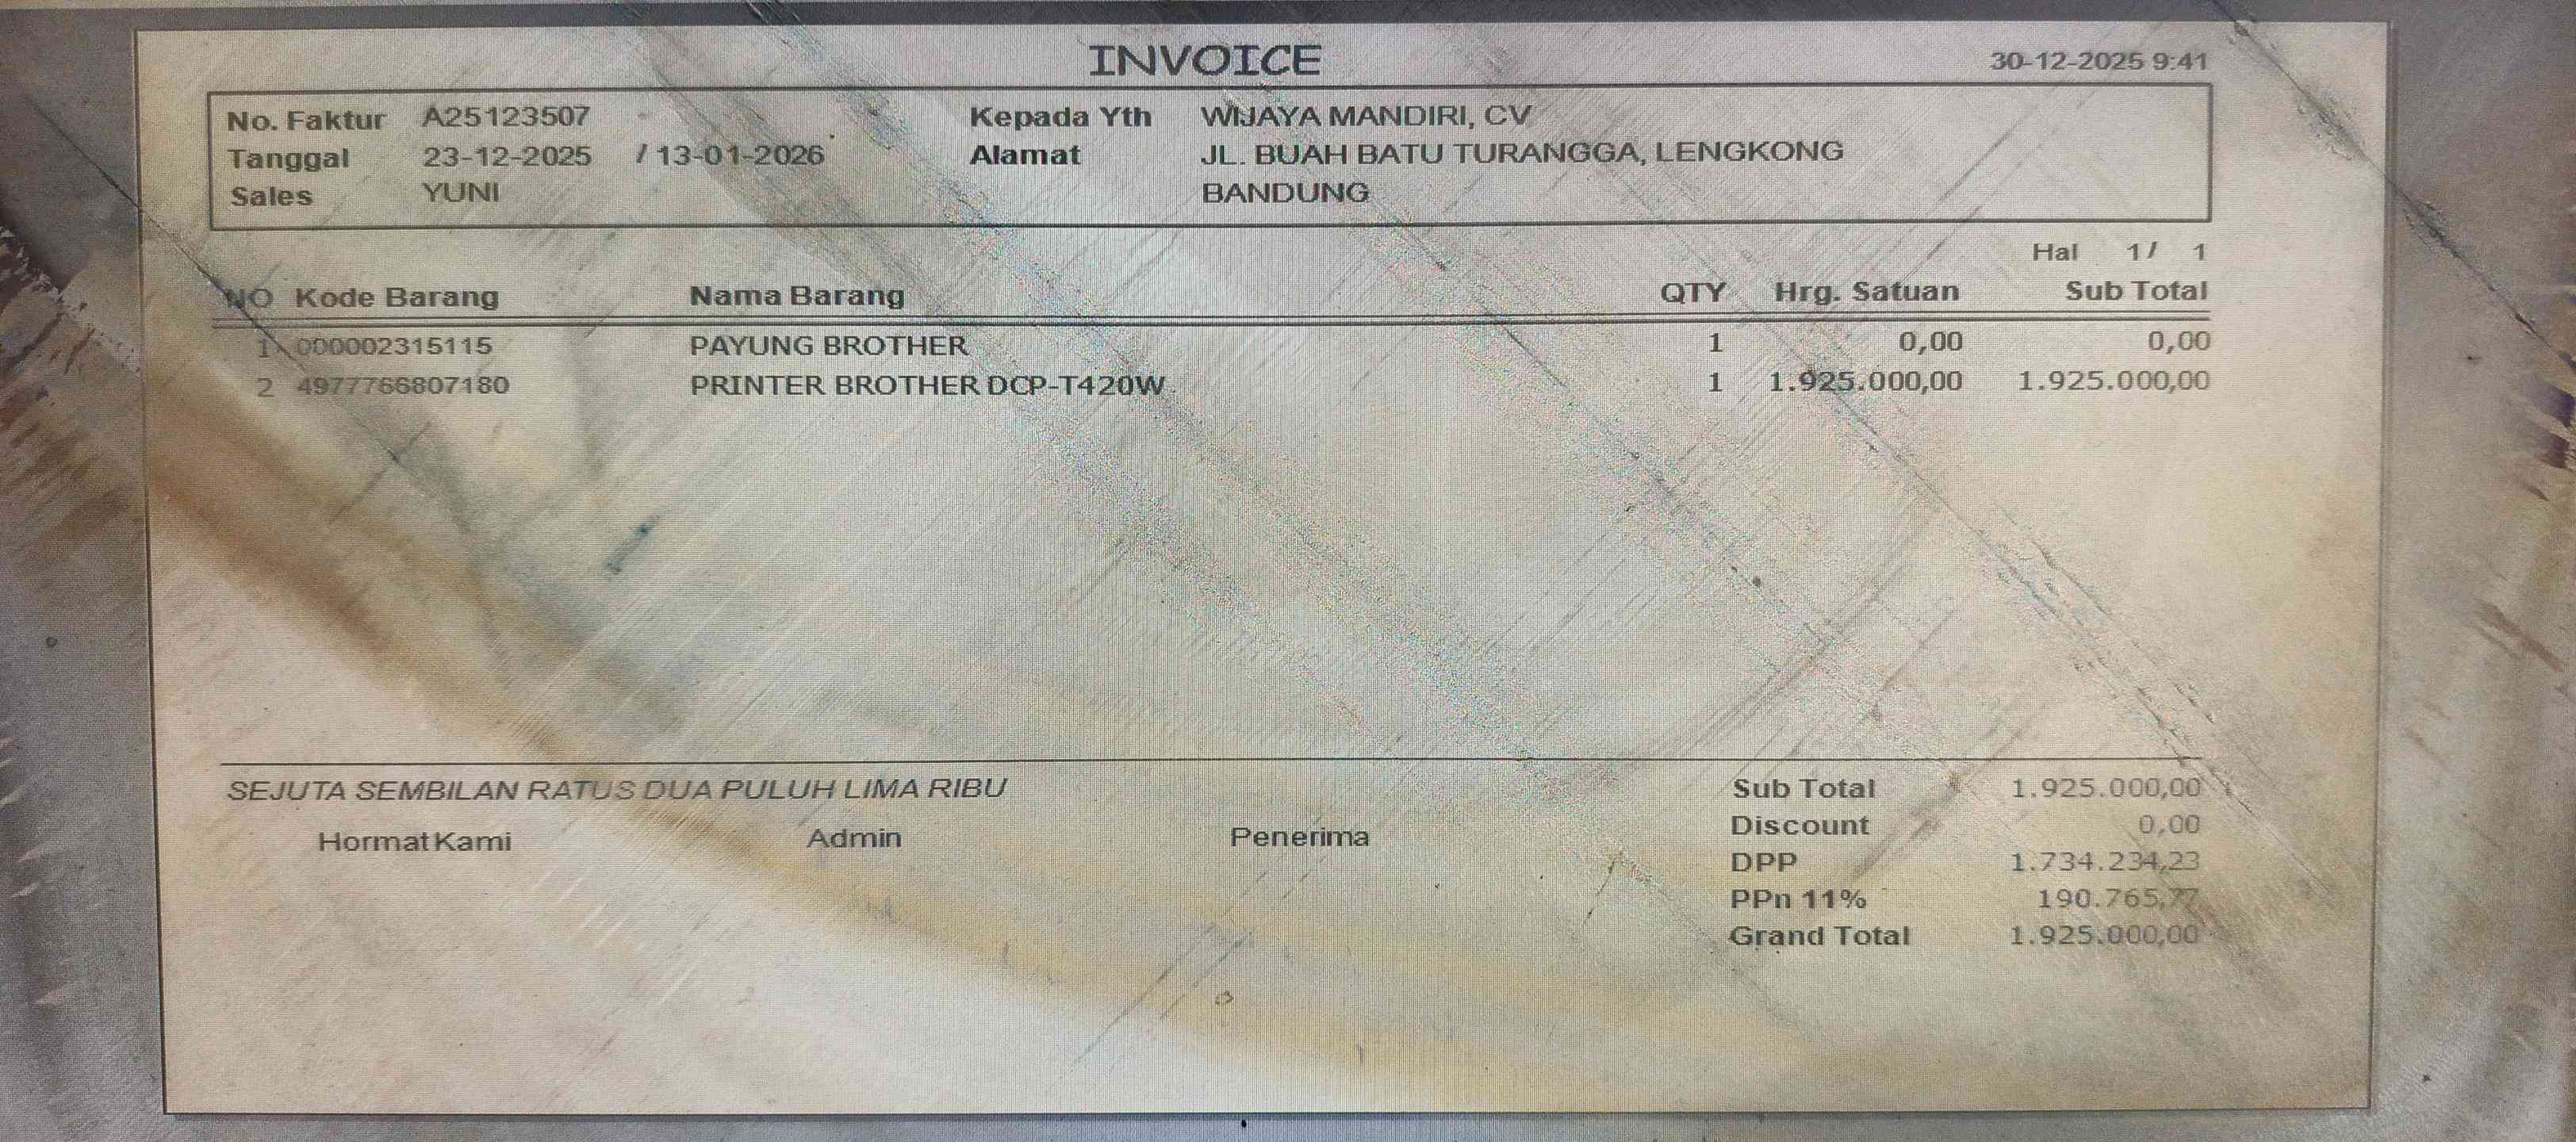 INVOICE
30-12-2025 9:41
No. Faktur A25123507 Kepada Yth WIJAYA MANDIRI, CV
Tanggal 23-12-2025 / 13-01-2026 Alamat JL. BUAH BATU TURANGGA, LENGKONG
Sales YUNI BANDUNG
Hal 1/ 1
NO Kode Barang Nama Barang QTY Hrg. Satuan Sub Total
1 000002315115 PAYUNG BROTHER 1 0,00 0,00
2 4977766807180 PRINTER BROTHER DCP-T420W 1 1.925.000,00 1.925.000,00
SEJUTA SEMBILAN RATUS DUA PULUH LIMA RIBU Sub Total 1.925.000,00
Discount 0,00
Hormat Kami Admin Penerima
DPP 1.734.234,23
PPn 11% 190.765,77
Grand Total 1.925.000,00